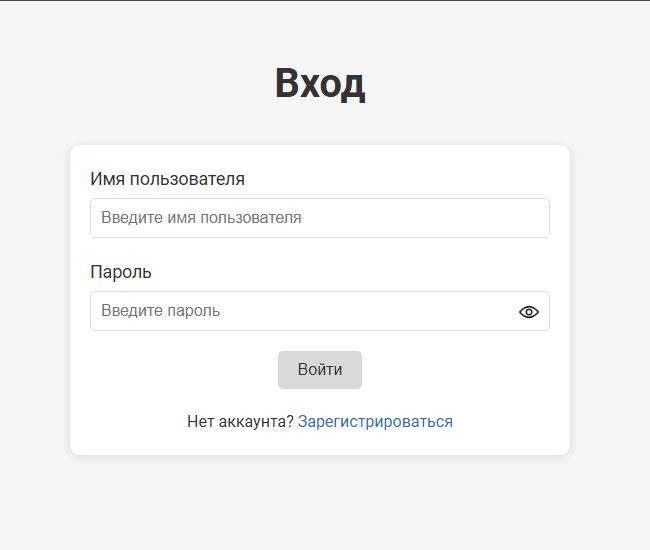 Вход
Имя пользователя
Введите имя пользователя
Пароль
Введите пароль
Войти
Нет аккаунта? Зарегистрироваться